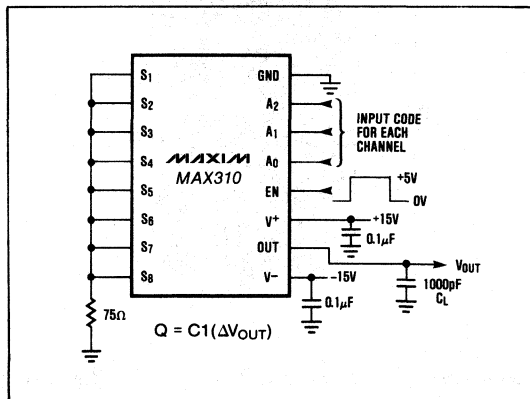 S1
S2
S3
S4
S5
S6
S7
S8
MAXIM
MAX310
GND
A2
A1
A0
EN
V+
OUT
V−
INPUT CODE
FOR EACH
CHANNEL
+5V
0V
+15V
0.1µF
VOUT
1000pF
CL
−15V
0.1µF
75Ω
Q = C1(ΔVOUT)